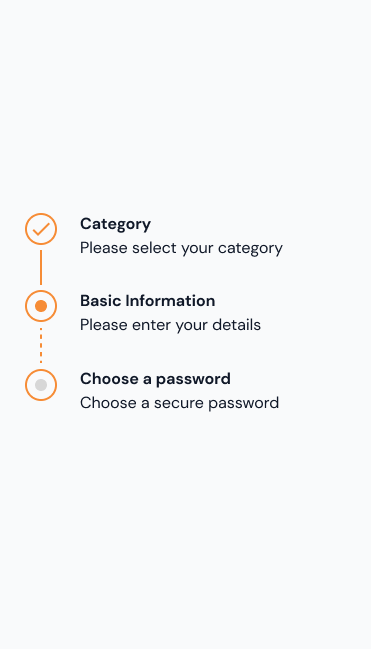 Category
Please select your category
Basic Information
Please enter your details
Choose a password
Choose a secure password